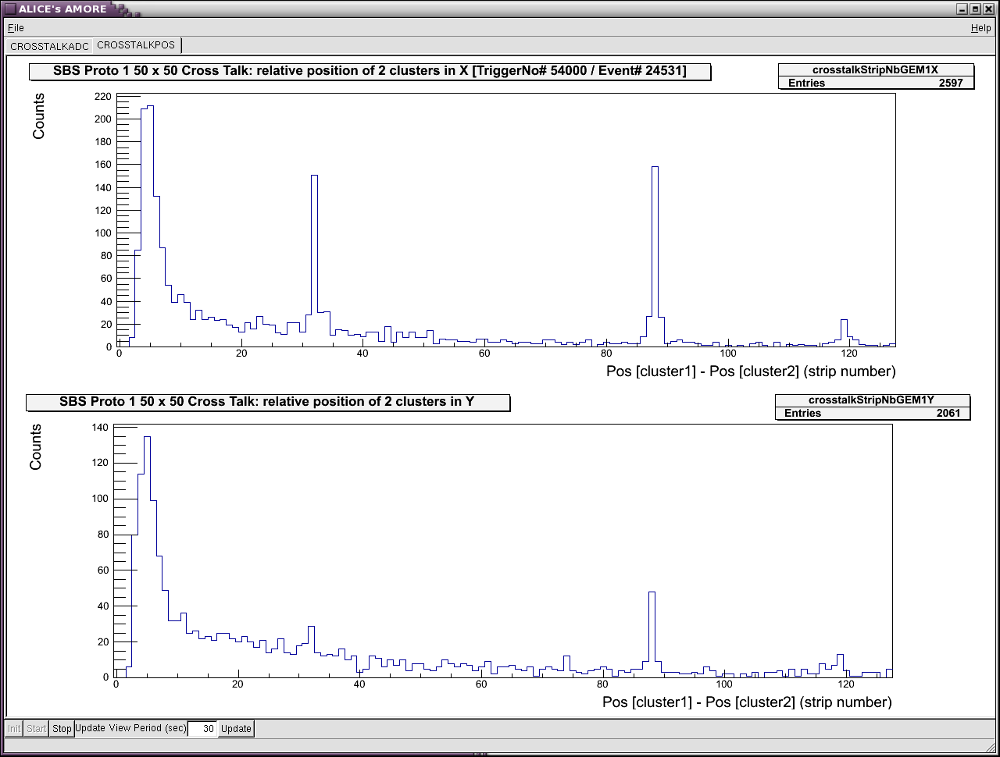 ALICE's AMORE
File Help
CROSSTALKADC CROSSTALKPOS
SBS Proto 1 50 x 50 Cross Talk: relative position of 2 clusters in X [TriggerNo# 54000 / Event# 24531]
crosstalkStripNbGEM1X
Entries 2597
Counts
220
200
180
160
140
120
100
80
60
40
20
0
0 20 40 60 80 100 120
Pos [cluster1] - Pos [cluster2] (strip number)
SBS Proto 1 50 x 50 Cross Talk: relative position of 2 clusters in Y
crosstalkStripNbGEM1Y
Entries 2061
Counts
140
120
100
80
60
40
20
0
0 20 40 60 80 100 120
Pos [cluster1] - Pos [cluster2] (strip number)
Init Start Stop Update View Period (sec) 30 Update